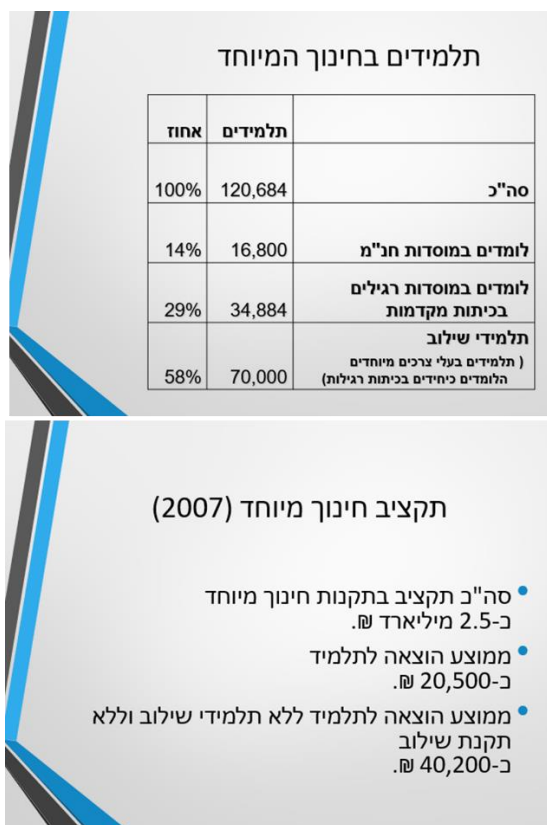 תלמידים בחינוך המיוחד
תלמידים אחוז
סה"כ 120,684 100%
לומדים במוסדות חנ"מ 16,800 14%
לומדים במוסדות רגילים
בכיתות מקדמות 34,884 29%
תלמידי שילוב
( תלמידים בעלי צרכים מיוחדים
הלומדים כיחידים בכיתות רגילות) 70,000 58%
תקציב חינוך מיוחד (2007)
• סה"כ תקציב בתקנות חינוך מיוחד
כ-2.5 מיליארד ₪.
• ממוצע הוצאה לתלמיד
כ-20,500 ₪.
• ממוצע הוצאה לתלמיד ללא תלמידי שילוב וללא
תקנת שילוב
כ-40,200 ₪.